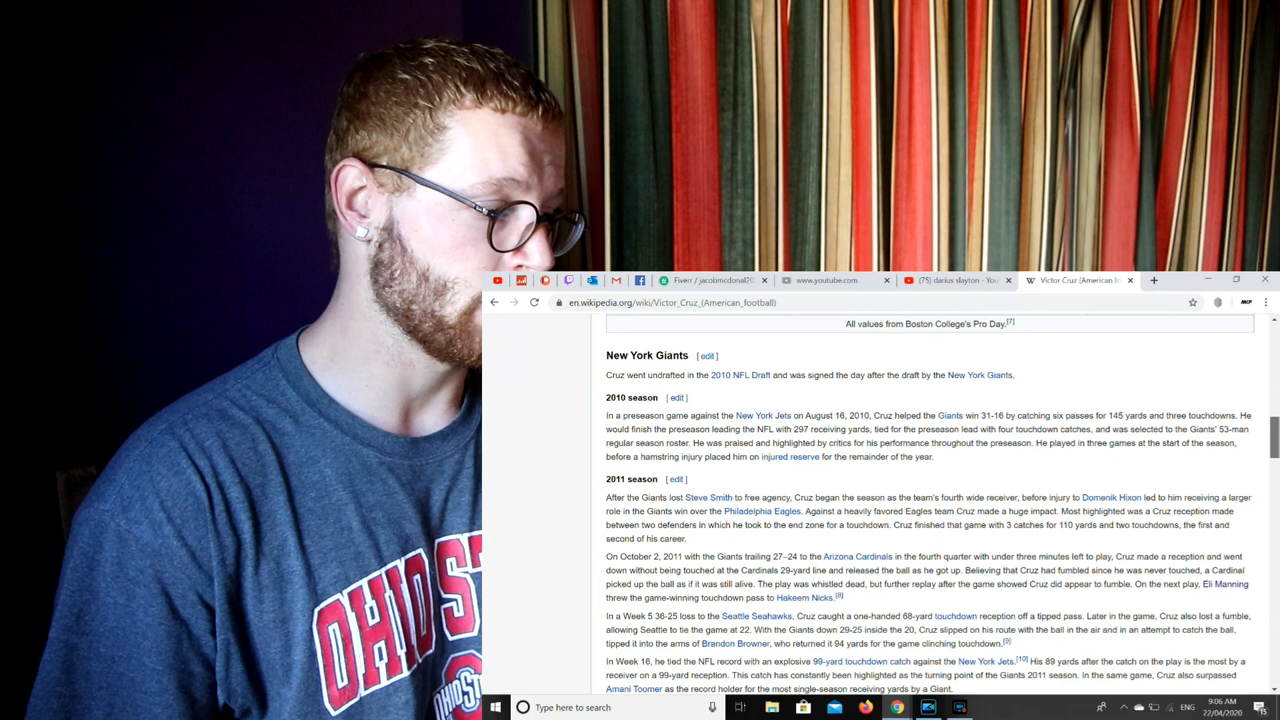 Fiverr / jacobmcdonal20
www.youtube.com
(75) darius slayton - You
Victor Cruz (American fo
en.wikipedia.org/wiki/Victor_Cruz_(American_football)
All values from Boston College's Pro Day.[7]
New York Giants [ edit ]
Cruz went undrafted in the 2010 NFL Draft and was signed the day after the draft by the New York Giants.
2010 season [ edit ]
In a preseason game against the New York Jets on August 16, 2010, Cruz helped the Giants win 31-16 by catching six passes for 145 yards and three touchdowns. He
would finish the preseason leading the NFL with 297 receiving yards, tied for the preseason lead with four touchdown catches, and was selected to the Giants' 53-man
regular season roster. He was praised and highlighted by critics for his performance throughout the preseason. He played in three games at the start of the season,
before a hamstring injury placed him on injured reserve for the remainder of the year.
2011 season [ edit ]
After the Giants lost Steve Smith to free agency, Cruz began the season as the team's fourth wide receiver, before injury to Domenik Hixon led to him receiving a larger
role in the Giants win over the Philadelphia Eagles. Against a heavily favored Eagles team Cruz made a huge impact. Most highlighted was a Cruz reception made
between two defenders in which he took to the end zone for a touchdown. Cruz finished that game with 3 catches for 110 yards and two touchdowns, the first and
second of his career.
On October 2, 2011 with the Giants trailing 27–24 to the Arizona Cardinals in the fourth quarter with under three minutes left to play, Cruz made a reception and went
down without being touched at the Cardinals 29-yard line and released the ball as he got up. Believing that Cruz had fumbled since he was never touched, a Cardinal
picked up the ball as if it was still alive. The play was whistled dead, but further replay after the game showed Cruz did appear to fumble. On the next play, Eli Manning
threw the game-winning touchdown pass to Hakeem Nicks.[8]
In a Week 5 36-25 loss to the Seattle Seahawks, Cruz caught a one-handed 68-yard touchdown reception off a tipped pass. Later in the game, Cruz also lost a fumble,
allowing Seattle to tie the game at 22. With the Giants down 29-25 inside the 20, Cruz slipped on his route with the ball in the air and in an attempt to catch the ball,
tipped it into the arms of Brandon Browner, who returned it 94 yards for the game clinching touchdown.[9]
In Week 16, he tied the NFL record with an explosive 99-yard touchdown catch against the New York Jets.[10] His 89 yards after the catch on the play is the most by a
receiver on a 99-yard reception. This catch has constantly been highlighted as the turning point of the Giants 2011 season. In the same game, Cruz also surpassed
Amani Toomer as the record holder for the most single-season receiving yards by a Giant.
OHIO STA
OHIO ST
Type here to search
ENG
9:06 AM
22/04/2020
15